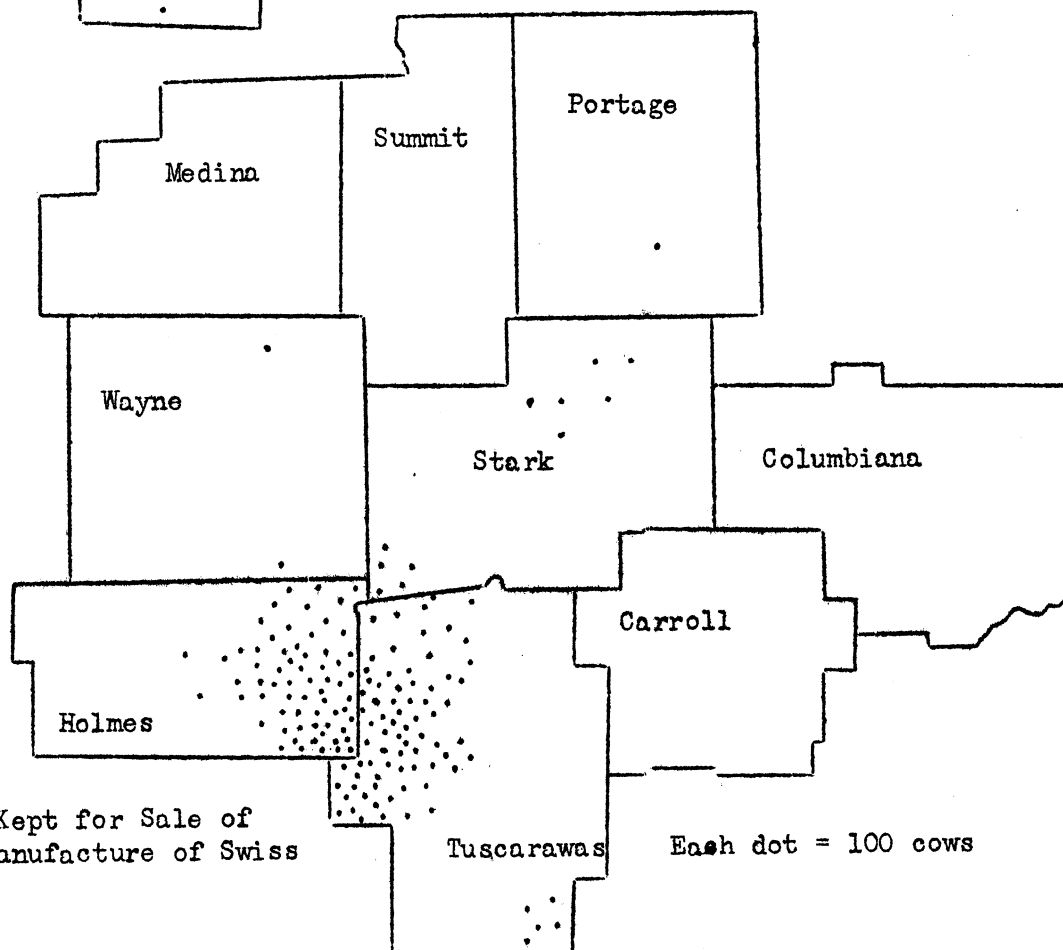 Portage
Summit
Medina
Wayne
Stark
Columbiana
Carroll
Holmes
Kept for Sale of
anufacture of Swiss
Tuscarawas
Each dot = 100 cows